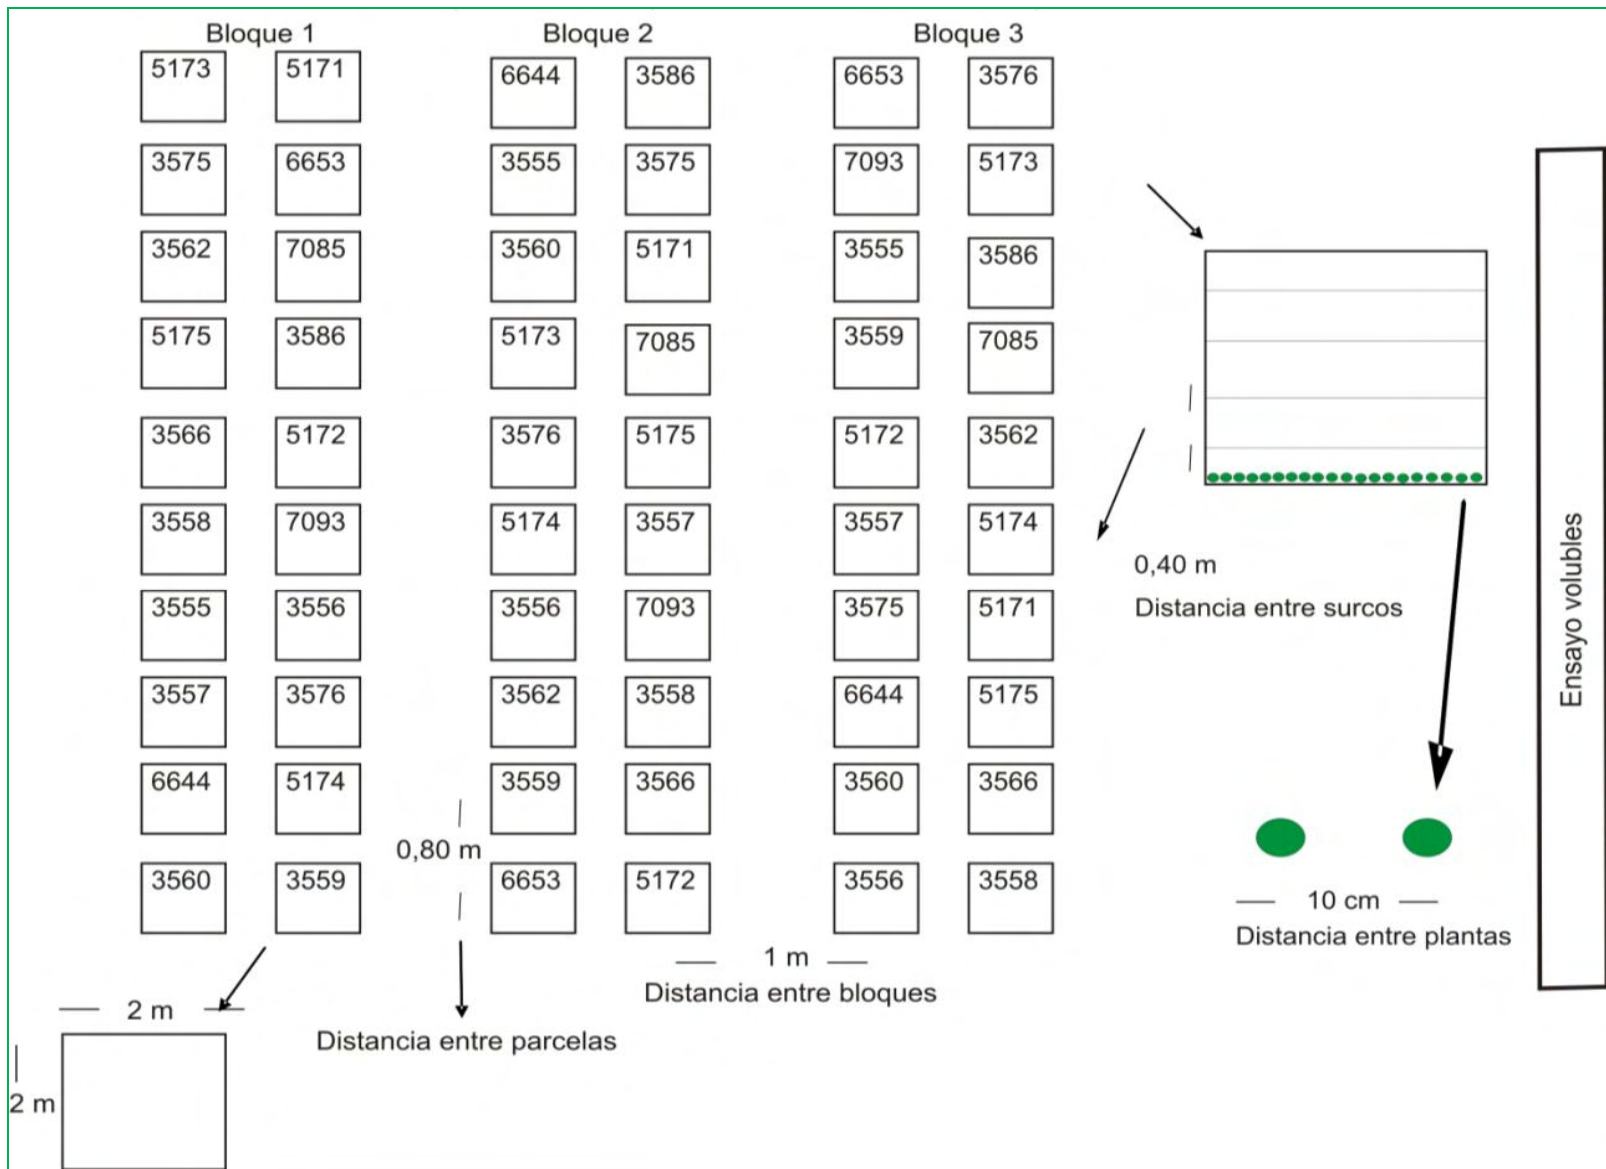 Bloque 1 Bloque 2 Bloque 3
5173 5171 6644 3586 6653 3576
3575 6653 3555 3575 7093 5173
3562 7085 3560 5171 3555 3586
5175 3586 5173 7085 3559 7085
3566 5172 3576 5175 5172 3562
3558 7093 5174 3557 3557 5174
3555 3556 3556 7093 3575 5171
3557 3576 3562 3558 6644 5175
6644 5174 3559 3566 3560 3566
3560 3559 6653 5172 3556 3558
0,80 m
Distancia entre parcelas
1 m
Distancia entre bloques
2 m
2 m
0,40 m
Distancia entre surcos
10 cm
Distancia entre plantas
Ensayo volubles